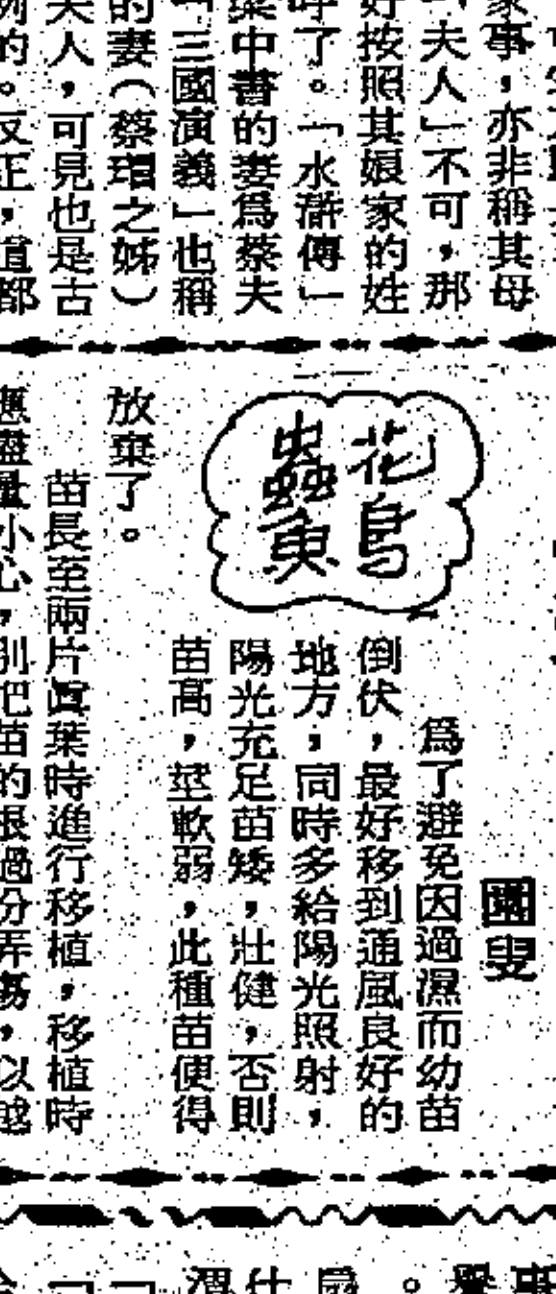 家事，亦非稱其母
「夫人」不可，那
好按照其娘家的姓
呼了。「水滸傳」
梁中書的妻爲蔡夫
「三國演義」也稱
的妻（蔡瑁之姊）
夫人，可見也是古
的。反正，道都
花鳥
蟲魚
園叟
爲了避免因過濕而幼苗
倒伏，最好移到通風良好的
地方，同時多給陽光照射，
陽光充足苗矮，壯健，否則
苗高，莖軟弱，此種苗便得
放棄了。
苗長至兩片眞葉時進行移植，移植時
應盡量小心，別把苗的根過分弄傷，以越